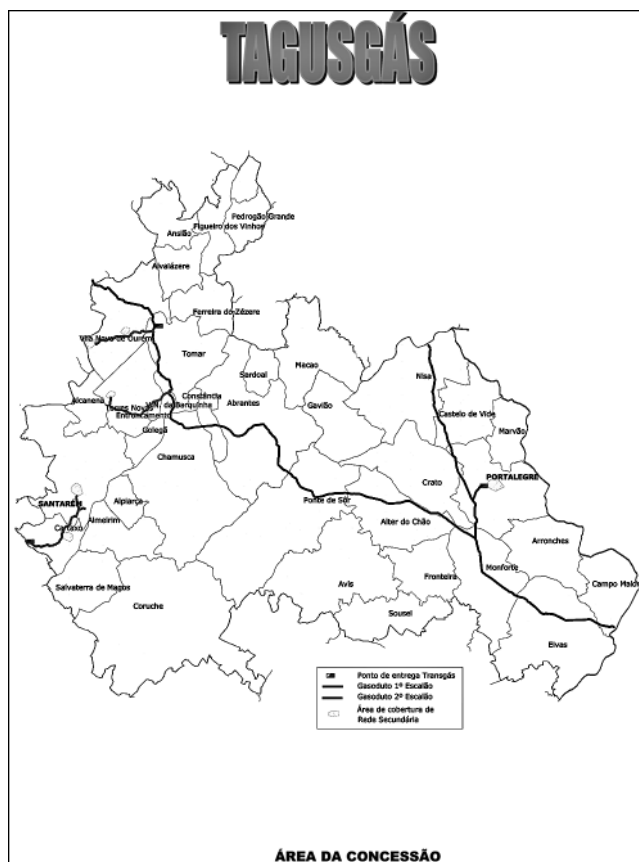 TAGUSGÁS
Pedrogão Grande
Figueiro dos Vinhos
Ansião
Alvaiázere
Ferreira do Zêzere
Vila Nova de Ourém
Tomar
Macao
Sardoal
Nisa
Alcanena
Torres Novas
Constância
V.N. da Barquinha
Abrantes
Gavião
Castelo de Vide
Entroncamento
Golegã
Marvão
Chamusca
Crato
PORTALEGRE
SANTARÉM
Alpiarça
Ponte de Sôr
Almeirim
Cartaxo
Alter do Chão
Arronches
Monforte
Salvaterra de Magos
Avis
Fronteira
Campo Maior
Coruche
Sousel
Elvas
Ponto de entrega Transgás
Gasoduto 1º Escalão
Gasoduto 2º Escalão
Área de cobertura de
Rede Secundária
ÁREA DA CONCESSÃO